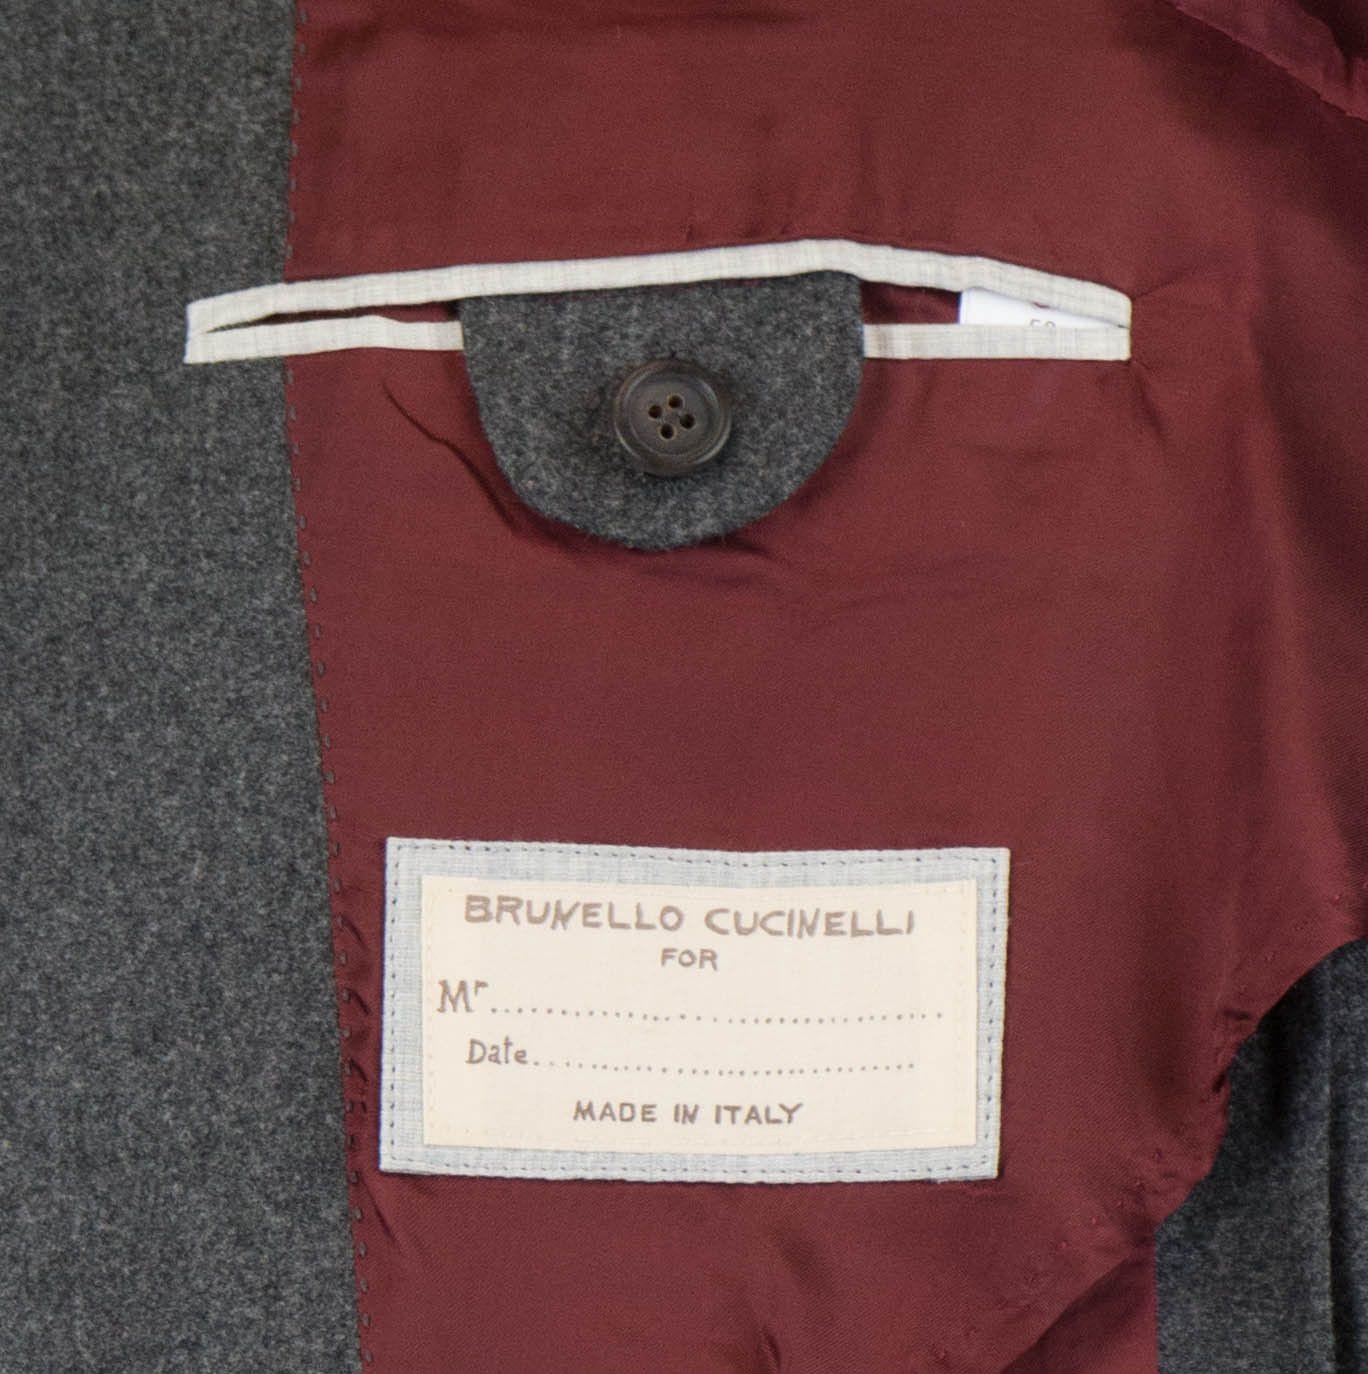 BRUNELLO CUCINELLI
FOR
Mr.................................
Date.............................
MADE IN ITALY